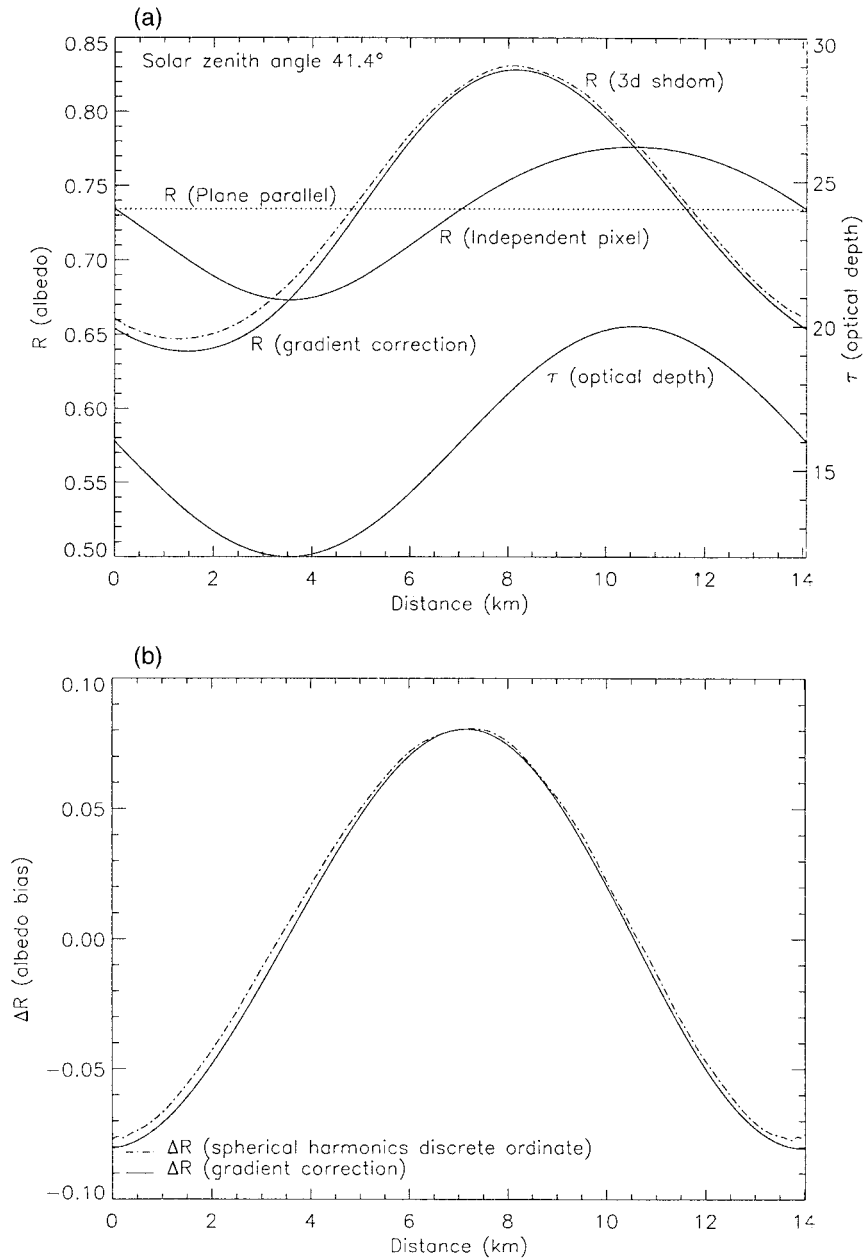 (a)
0.85
0.80
0.75
0.70
0.65
0.60
0.55
0.50
R (albedo)
30
25
20
15
τ (optical depth)
Solar zenith angle 41.4°
R (3d shdom)
R (Plane parallel)
R (Independent pixel)
R (gradient correction)
τ (optical depth)
0 2 4 6 8 10 12 14
Distance (km)
(b)
0.10
0.05
0.00
−0.05
−0.10
ΔR (albedo bias)
ΔR (spherical harmonics discrete ordinate)
ΔR (gradient correction)
0 2 4 6 8 10 12 14
Distance (km)